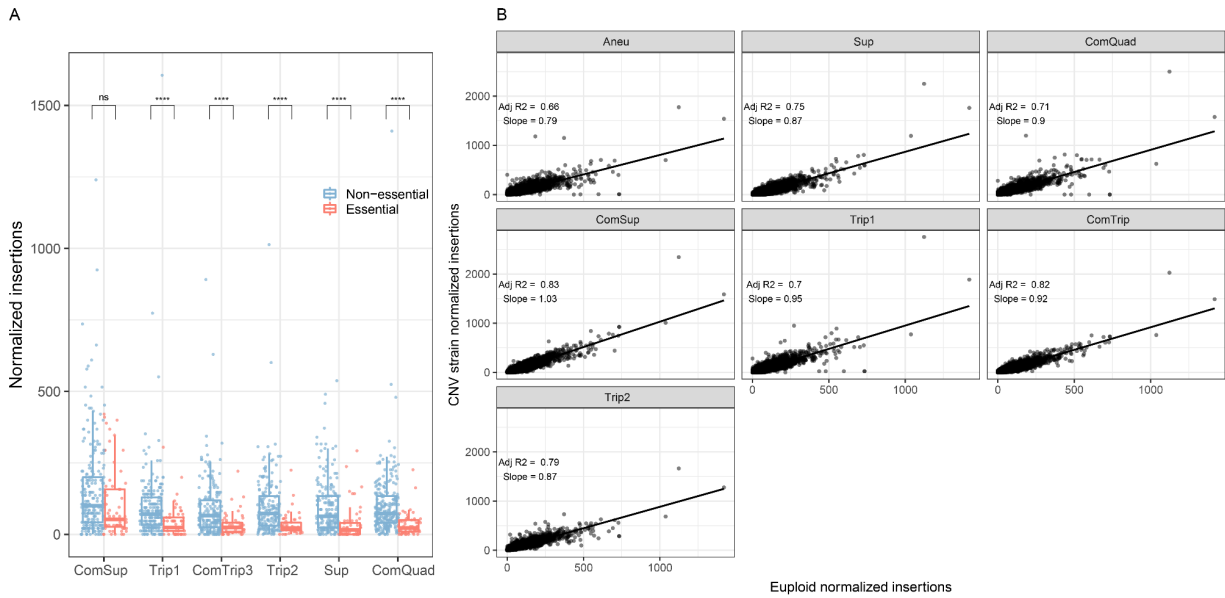 A
Normalized insertions
1500
1000
500
0
ns
****
****
****
****
****
Non−essential
Essential
ComSup
Trip1
ComTrip3
Trip2
Sup
ComQuad
B
CNV strain normalized insertions
Aneu
Sup
ComQuad
2000
1000
0
Adj R2 = 0.66
Slope = 0.79
Adj R2 = 0.75
Slope = 0.87
Adj R2 = 0.71
Slope = 0.9
ComSup
Trip1
ComTrip
2000
1000
0
Adj R2 = 0.83
Slope = 1.03
Adj R2 = 0.7
Slope = 0.95
Adj R2 = 0.82
Slope = 0.92
0
500
1000
0
500
1000
Trip2
2000
1000
0
Adj R2 = 0.79
Slope = 0.87
0
500
1000
Euploid normalized insertions